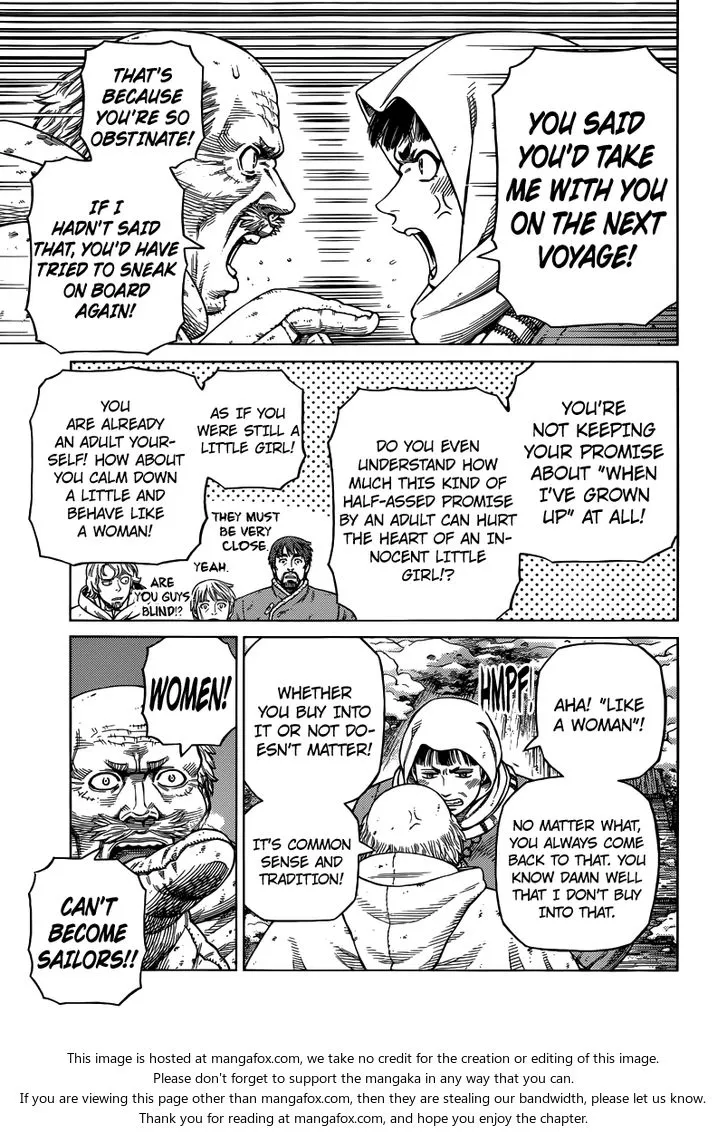 YOU SAID
YOU'D TAKE
ME WITH YOU
ON THE NEXT
VOYAGE!
THAT'S
BECAUSE
YOU'RE SO
OBSTINATE!
IF I
HADN'T SAID
THAT, YOU'D HAVE
TRIED TO SNEAK
ON BOARD
AGAIN!
YOU'RE
NOT KEEPING
YOUR PROMISE
ABOUT "WHEN
I'VE GROWN
UP" AT ALL!
DO YOU EVEN
UNDERSTAND HOW
MUCH THIS KIND OF
HALF-ASSED PROMISE
BY AN ADULT CAN HURT
THE HEART OF AN IN-
NOCENT LITTLE
GIRL!?
AS IF YOU
WERE STILL A
LITTLE GIRL!
YOU
ARE ALREADY
AN ADULT YOUR-
SELF! HOW ABOUT
YOU CALM DOWN
A LITTLE AND
BEHAVE LIKE
A WOMAN!
THEY MUST
BE VERY
CLOSE.
YEAH.
ARE
YOU GUYS
BLIND!?
AHA! "LIKE
A WOMAN"!
HMPF!
NO MATTER WHAT,
YOU ALWAYS COME
BACK TO THAT. YOU
KNOW DAMN WELL
THAT I DON'T BUY
INTO THAT.
WHETHER
YOU BUY INTO
IT OR NOT DO-
ESN'T MATTER!
IT'S COMMON
SENSE AND
TRADITION!
WOMEN!
CAN'T
BECOME
SAILORS!!
This image is hosted at mangafox.com, we take no credit for the creation or editing of this image.
Please don't forget to support the mangaka in any way that you can.
If you are viewing this page other than mangafox.com, then they are stealing our bandwidth, please let us know.
Thank you for reading at mangafox.com, and hope you enjoy the chapter.